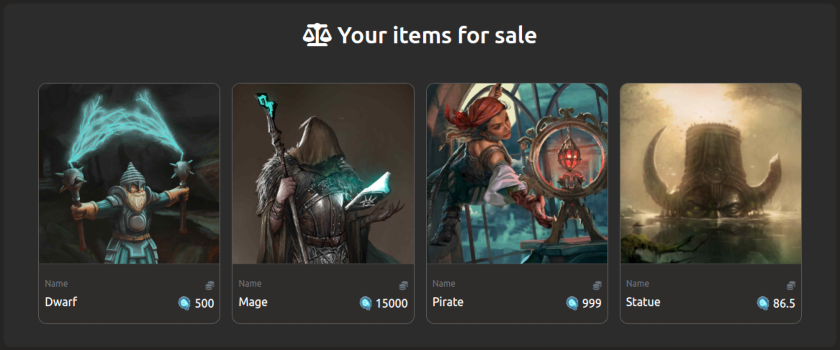 Your items for sale
Name
Dwarf
500
Name
Mage
15000
Name
Pirate
999
Name
Statue
86.5